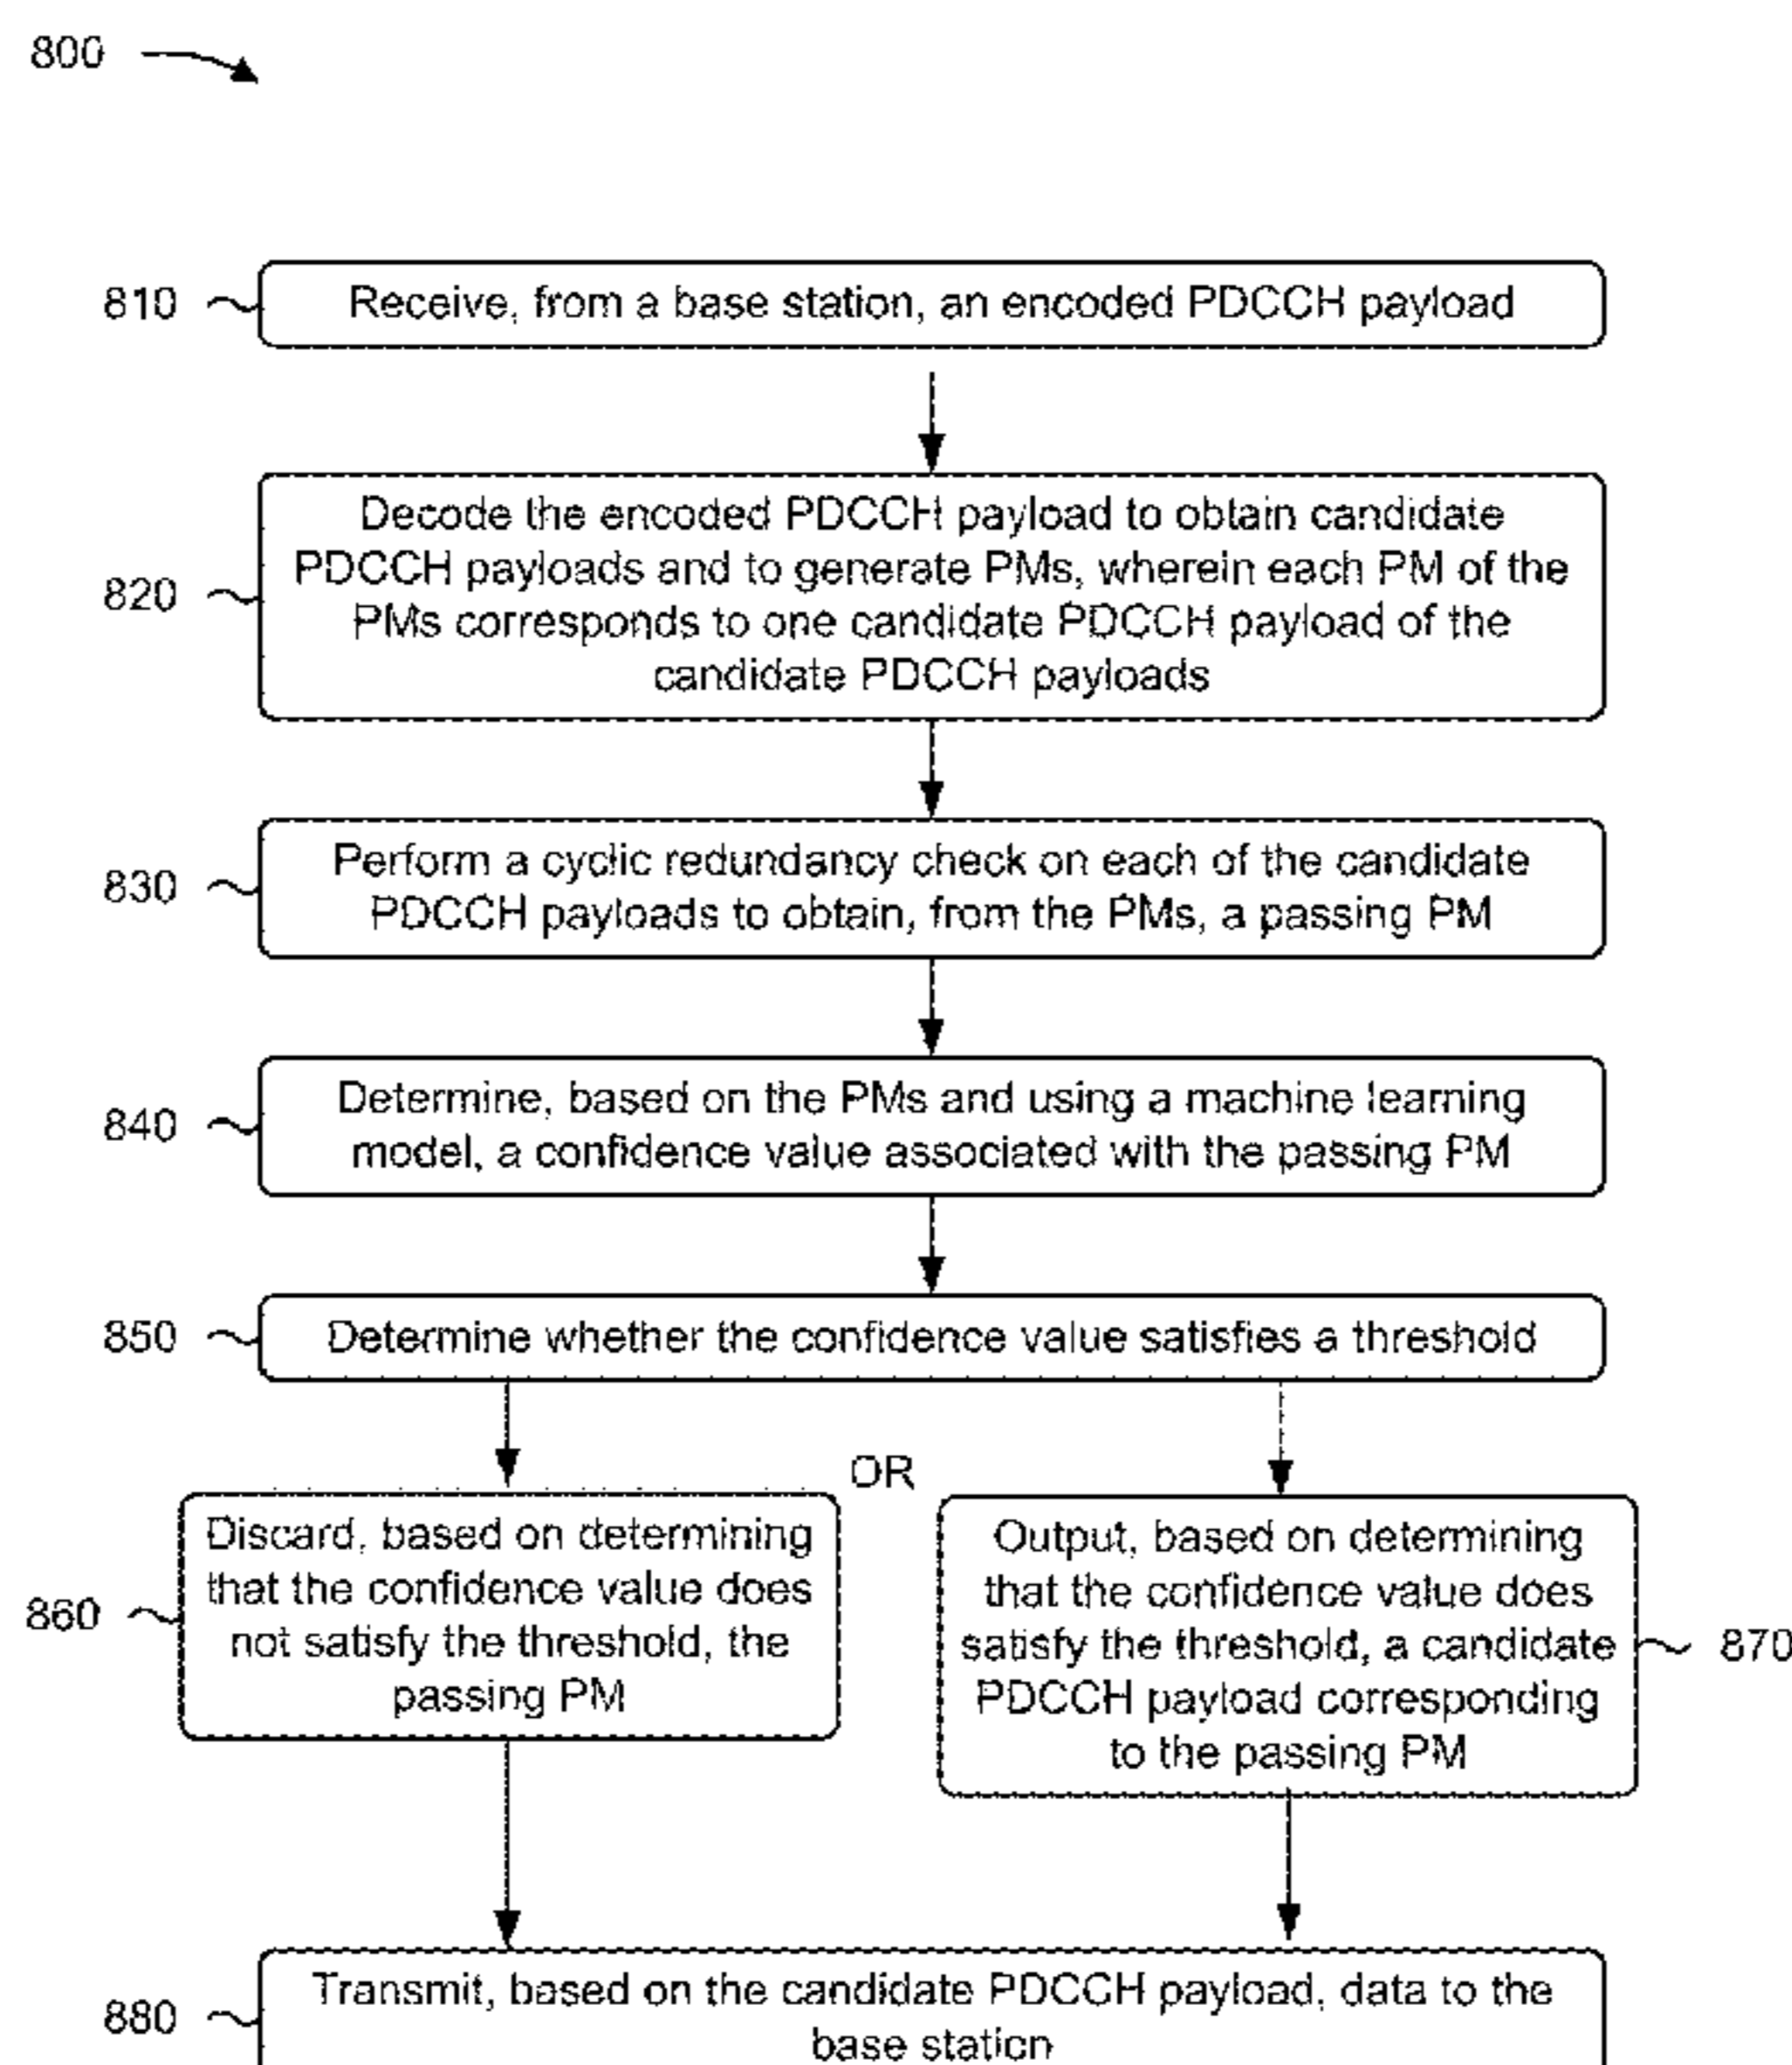 800
810
Receive, from a base station, an encoded PDCCH payload
820
Decode the encoded PDCCH payload to obtain candidate
PDCCH payloads and to generate PMs, wherein each PM of the
PMs corresponds to one candidate PDCCH payload of the
candidate PDCCH payloads
830
Perform a cyclic redundancy check on each of the candidate
PDCCH payloads to obtain, from the PMs, a passing PM
840
Determine, based on the PMs and using a machine learning
model, a confidence value associated with the passing PM
850
Determine whether the confidence value satisfies a threshold
OR
860
Discard, based on determining
that the confidence value does
not satisfy the threshold, the
passing PM
Output, based on determining
that the confidence value does
satisfy the threshold, a candidate
PDCCH payload corresponding
to the passing PM
870
880
Transmit, based on the candidate PDCCH payload, data to the
base station